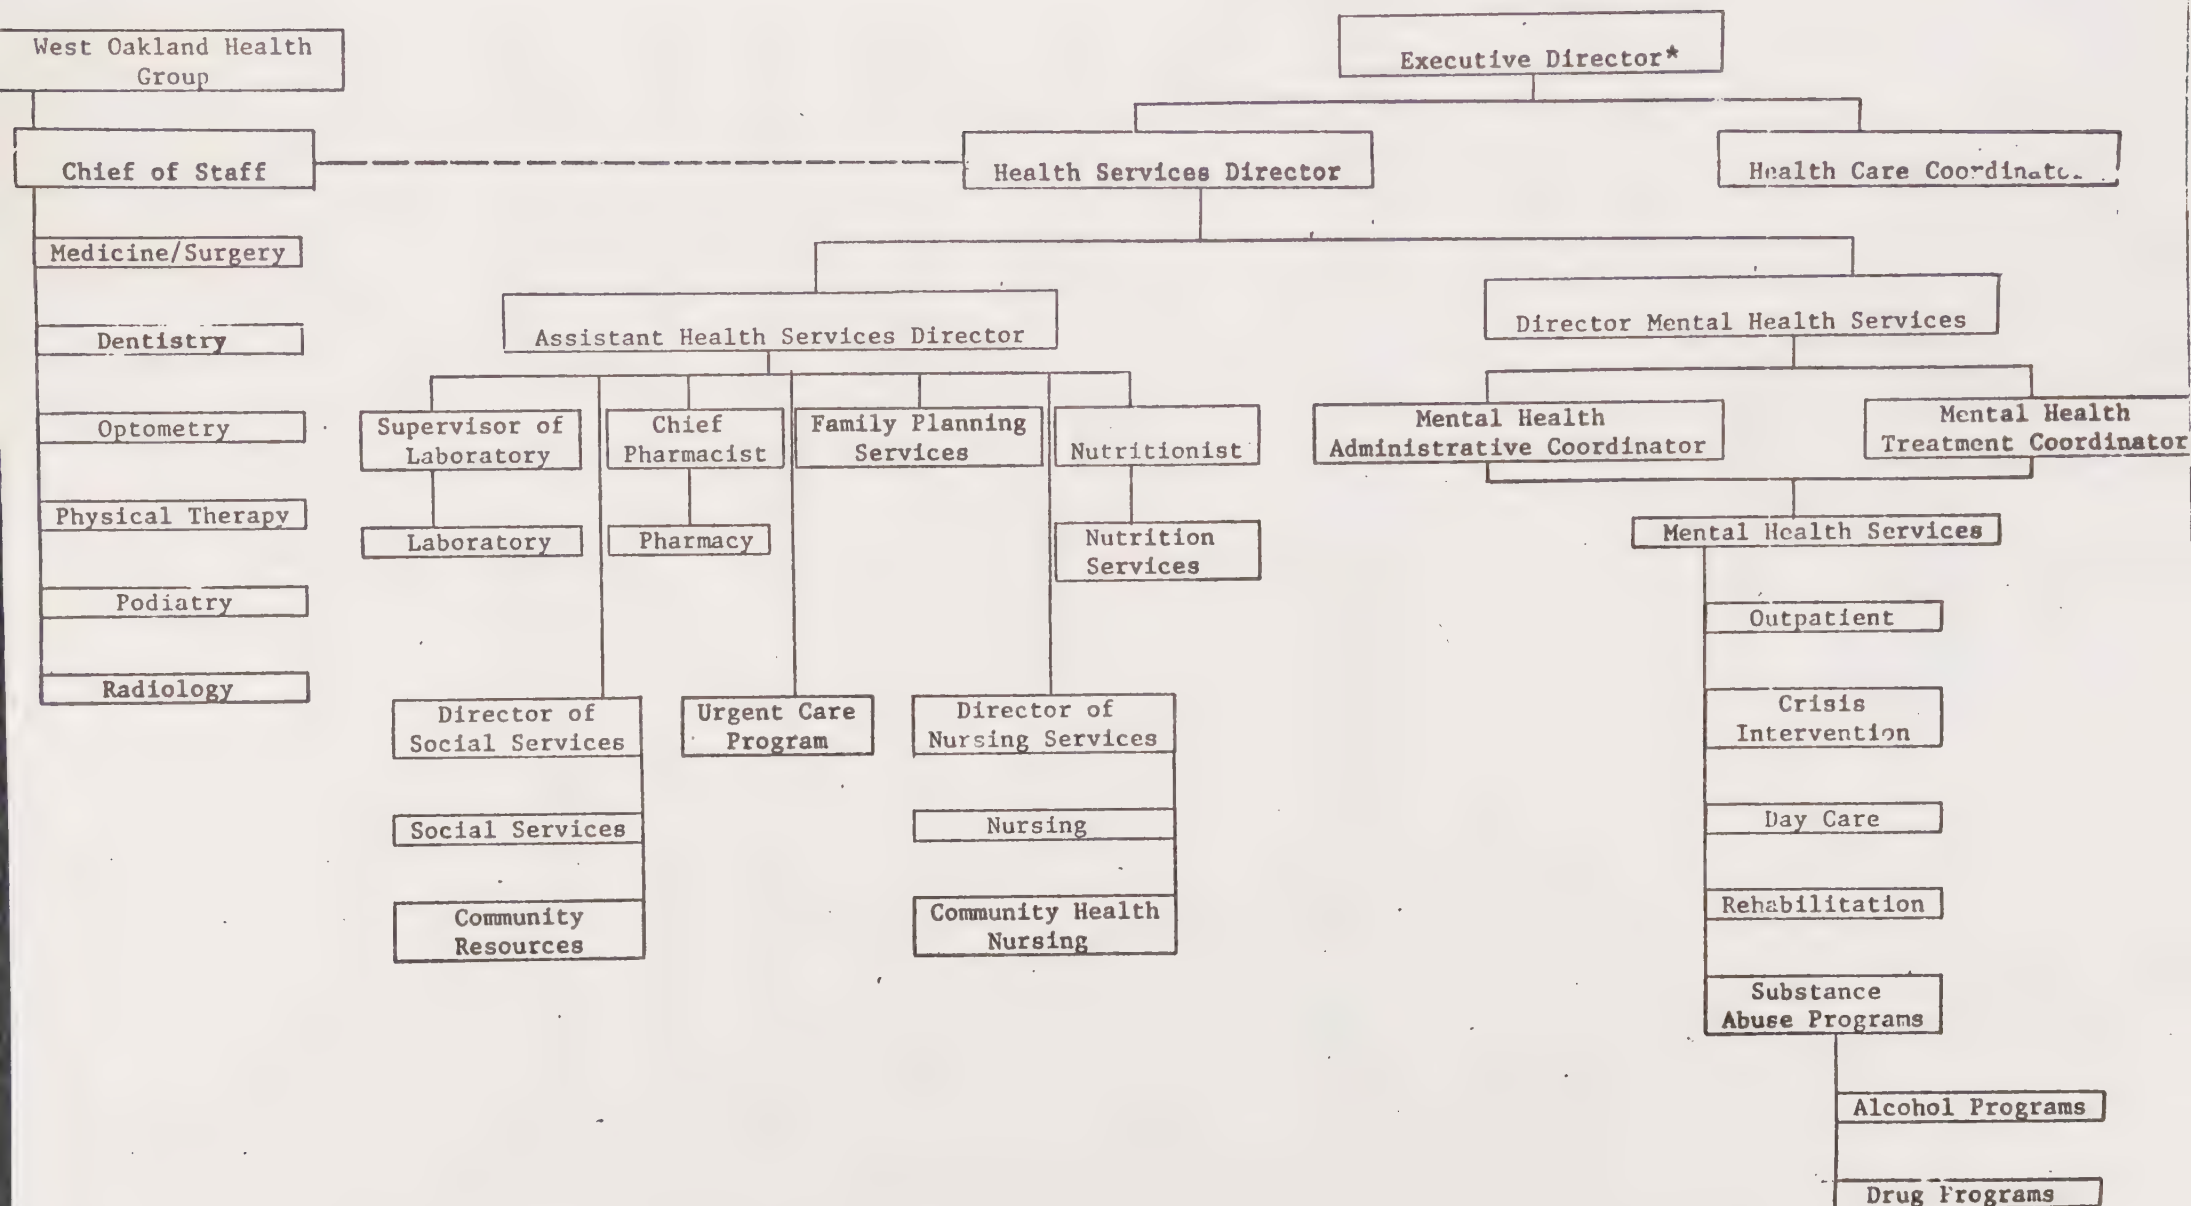 West Oakland Health
Group
Executive Director*
Chief of Staff
Health Services Director
Health Care
Medicine/Surgery
Dentistry
Optometry
Physical Therapy
Podiatry
Radiology
Assistant Health Services Director
Director Mental Health Services
Supervisor of
Laboratory
Chief
Pharmacist
Family Planning
Services
Nutritionist
Laboratory
Pharmacy
Nutrition
Services
Director of
Social Services
Urgent Care
Program
Director of
Nursing Services
Social Services
Nursing
Community
Resources
Community Health
Nursing
Mental Health
Administrative Coordinator
Mental Health
Treatment Coordinator
Mental Health Services
Outpatient
Crisis
Intervention
Day Care
Rehabilitation
Substance
Abuse Programs
Alcohol Programs
Drug Programs